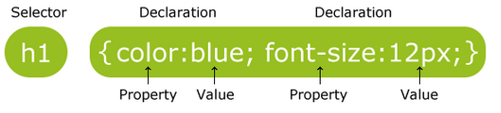 Selector Declaration Declaration
h1 {color:blue; font-size:12px;}
Property Value Property Value